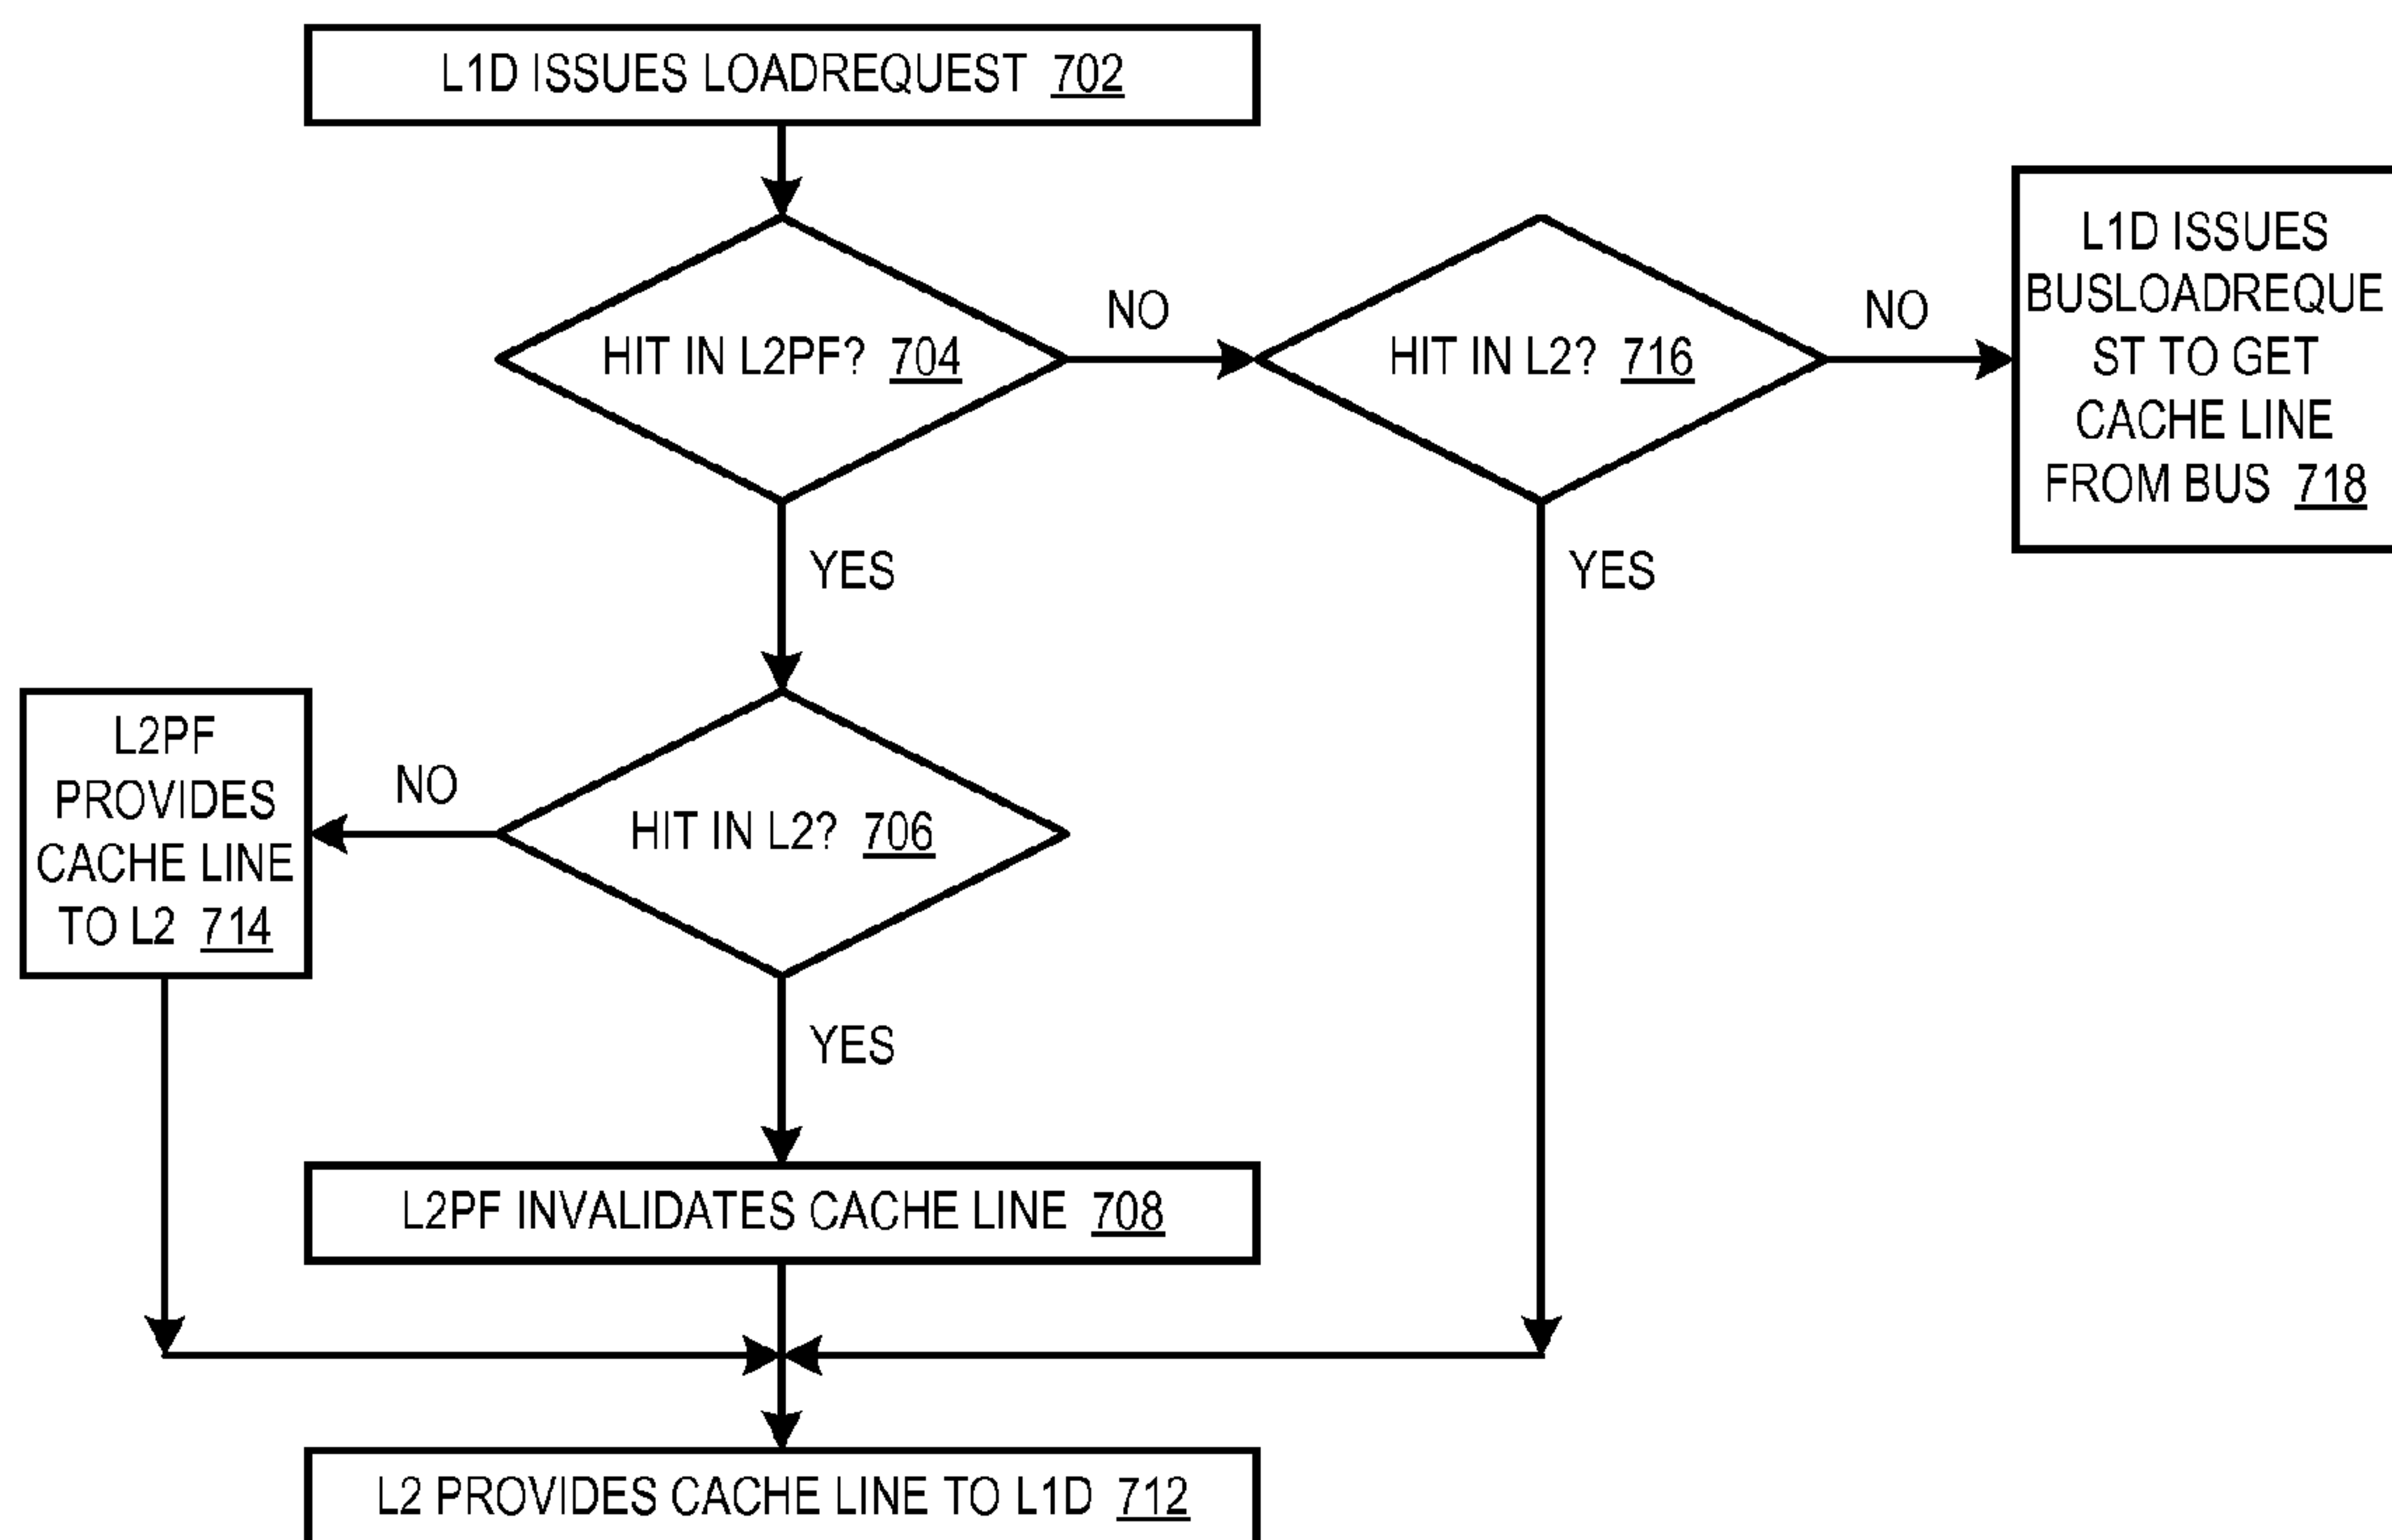 L1D ISSUES LOADREQUEST 702
HIT IN L2PF? 704
NO
HIT IN L2? 716
NO
L1D ISSUES
BUSLOADREQUE
ST TO GET
CACHE LINE
FROM BUS 718
YES
YES
L2PF
PROVIDES
CACHE LINE
TO L2 714
NO
HIT IN L2? 706
YES
L2PF INVALIDATES CACHE LINE 708
L2 PROVIDES CACHE LINE TO L1D 712